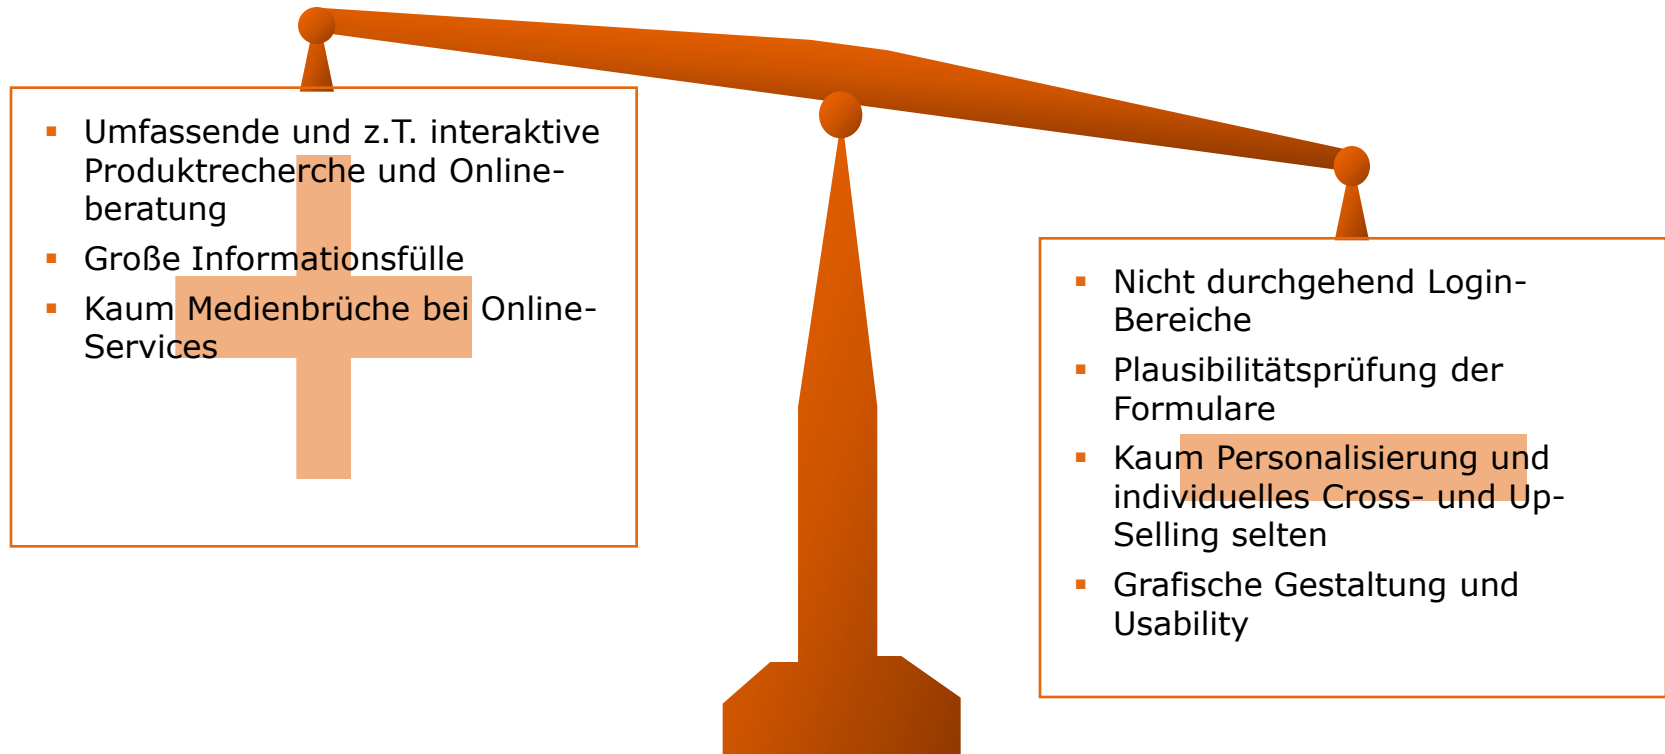 ▪ Umfassende und z.T. interaktive
Produktrecherche und Online-
beratung
▪ Große Informationsfülle
▪ Kaum Medienbrüche bei Online-
Services
▪ Nicht durchgehend Login-
Bereiche
▪ Plausibilitätsprüfung der
Formulare
▪ Kaum Personalisierung und
individuelles Cross- und Up-
Selling selten
▪ Grafische Gestaltung und
Usability